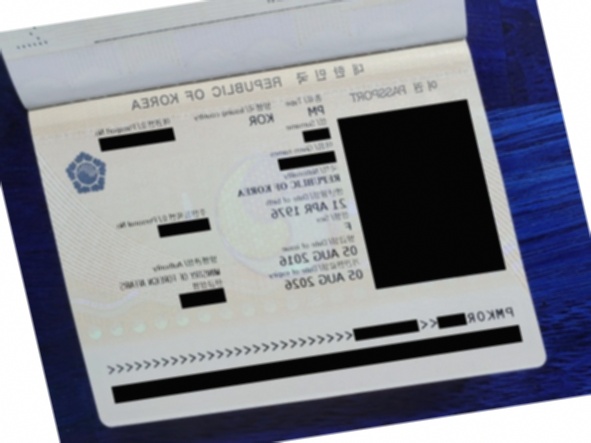 대한민국 REPUBLIC OF KOREA
여권 PASSPORT
종류/Type
PM
발행국/Issuing country
KOR
여권번호/Passport No.
성/Surname
이름/Given names
국적/Nationality
REPUBLIC OF KOREA
생년월일/Date of birth
21 APR 1976
주민등록번호/Personal No.
성별/Sex
F
발급일/Date of issue
05 AUG 2016
발행관청/Authority
MINISTRY OF FOREIGN AFFAIRS
기간만료일/Date of expiry
05 AUG 2026
한글성명
PMKOR